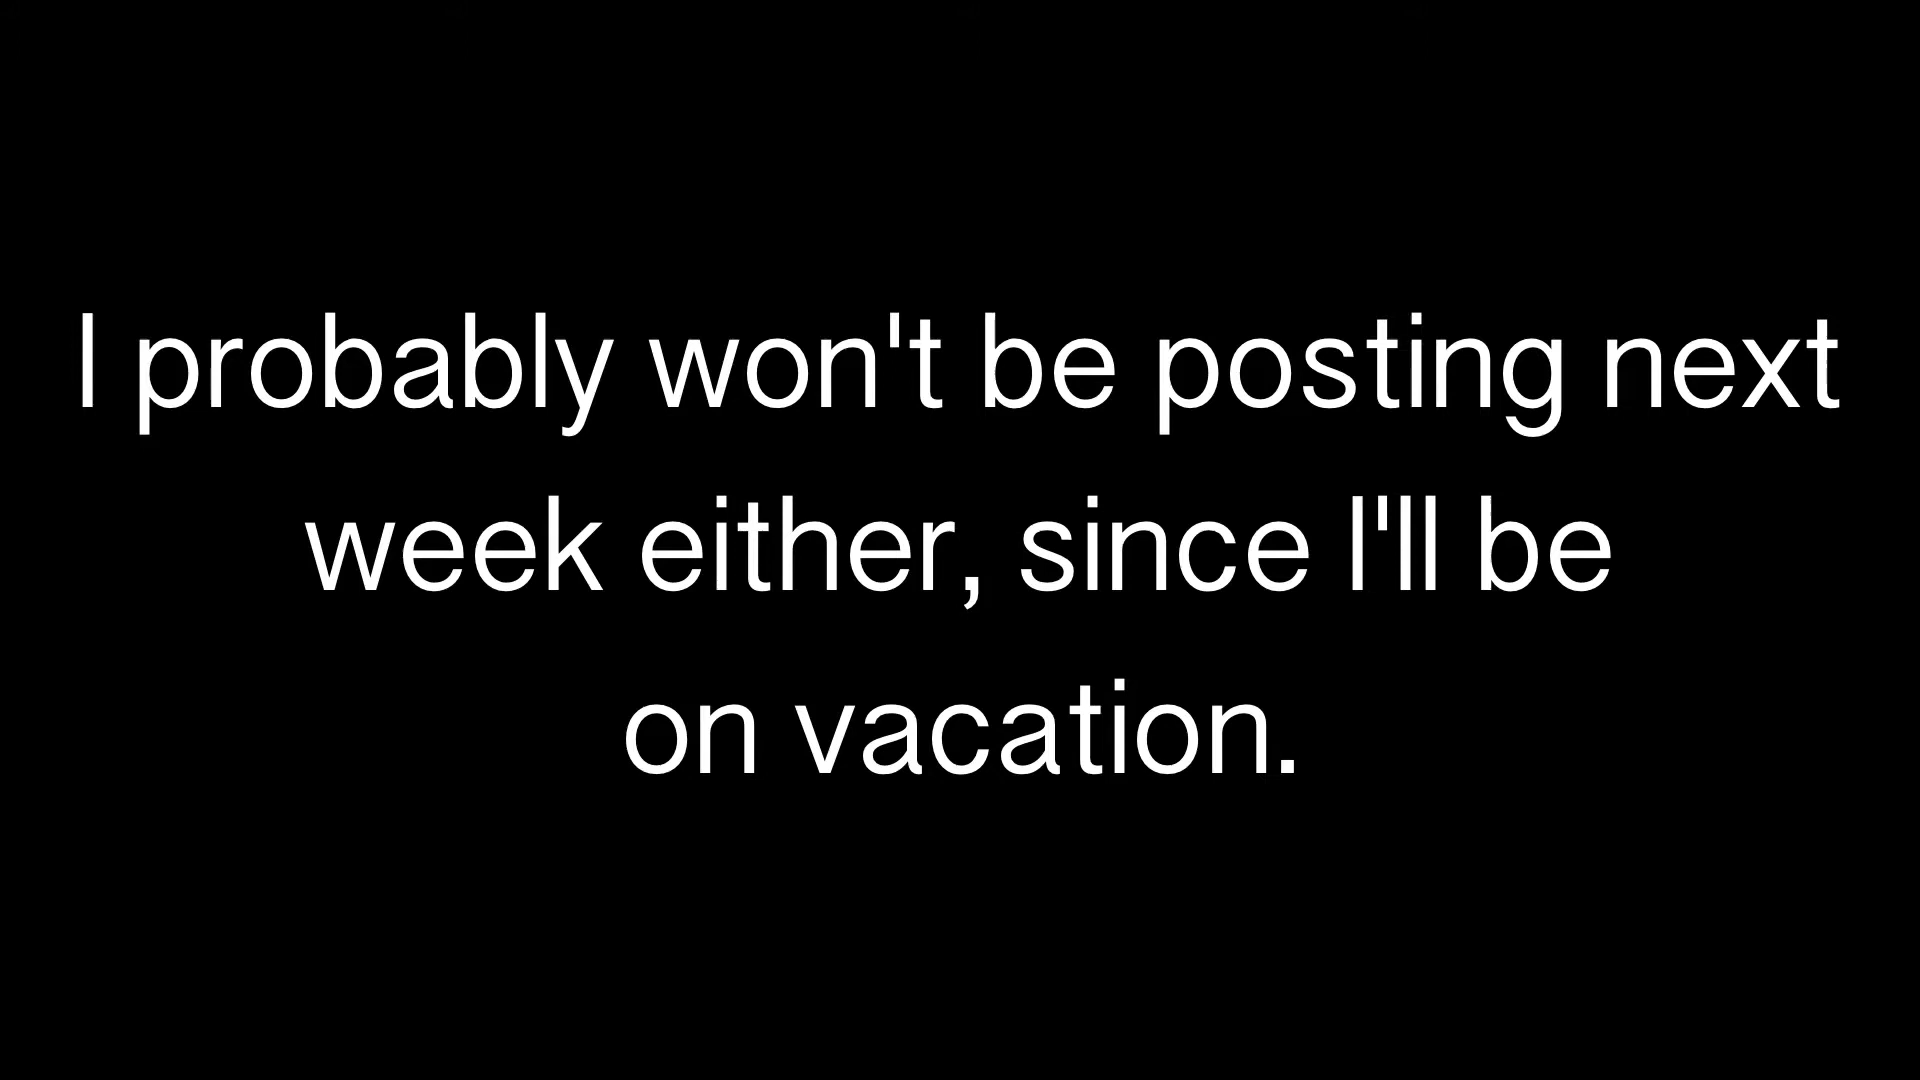 I probably won't be posting next
week either, since I'll be
on vacation.